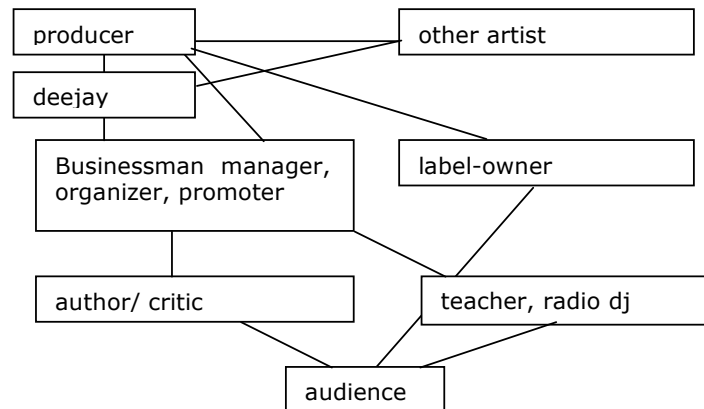 producer
other artist
deejay
Businessman manager,
organizer, promoter
label-owner
author/ critic
teacher, radio dj
audience